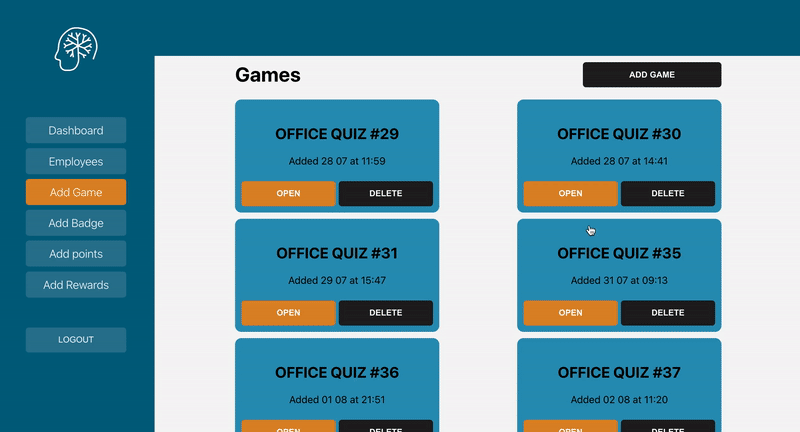 Games
ADD GAME
Dashboard
Employees
Add Game
Add Badge
Add points
Add Rewards
LOGOUT
OFFICE QUIZ #29
Added 28 07 at 11:59
OPEN
DELETE
OFFICE QUIZ #30
Added 28 07 at 14:41
OPEN
DELETE
OFFICE QUIZ #31
Added 29 07 at 15:47
OPEN
DELETE
OFFICE QUIZ #35
Added 31 07 at 09:13
OPEN
DELETE
OFFICE QUIZ #36
Added 01 08 at 21:51
OPEN
DELETE
OFFICE QUIZ #37
Added 02 08 at 11:20
OPEN
DELETE